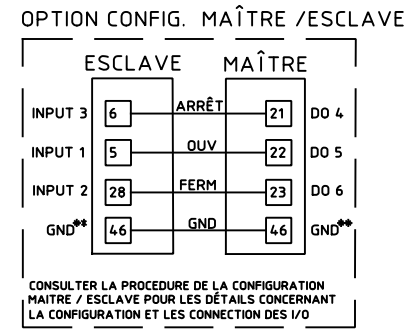 OPTION CONFIG. MAÎTRE /ESCLAVE
ESCLAVE MAÎTRE
INPUT 3 6 ARRÊT 21 DO 4
INPUT 1 5 OUV 22 DO 5
INPUT 2 28 FERM 23 DO 6
GND** 46 GND 46 GND**
CONSULTER LA PROCEDURE DE LA CONFIGURATION
MAITRE / ESCLAVE POUR LES DÉTAILS CONCERNANT
LA CONFIGURATION ET LES CONNECTION DES I/O